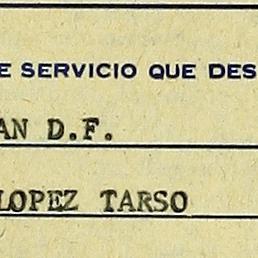 E SERVICIO QUE DES
AN D.F.
LOPEZ TARSO